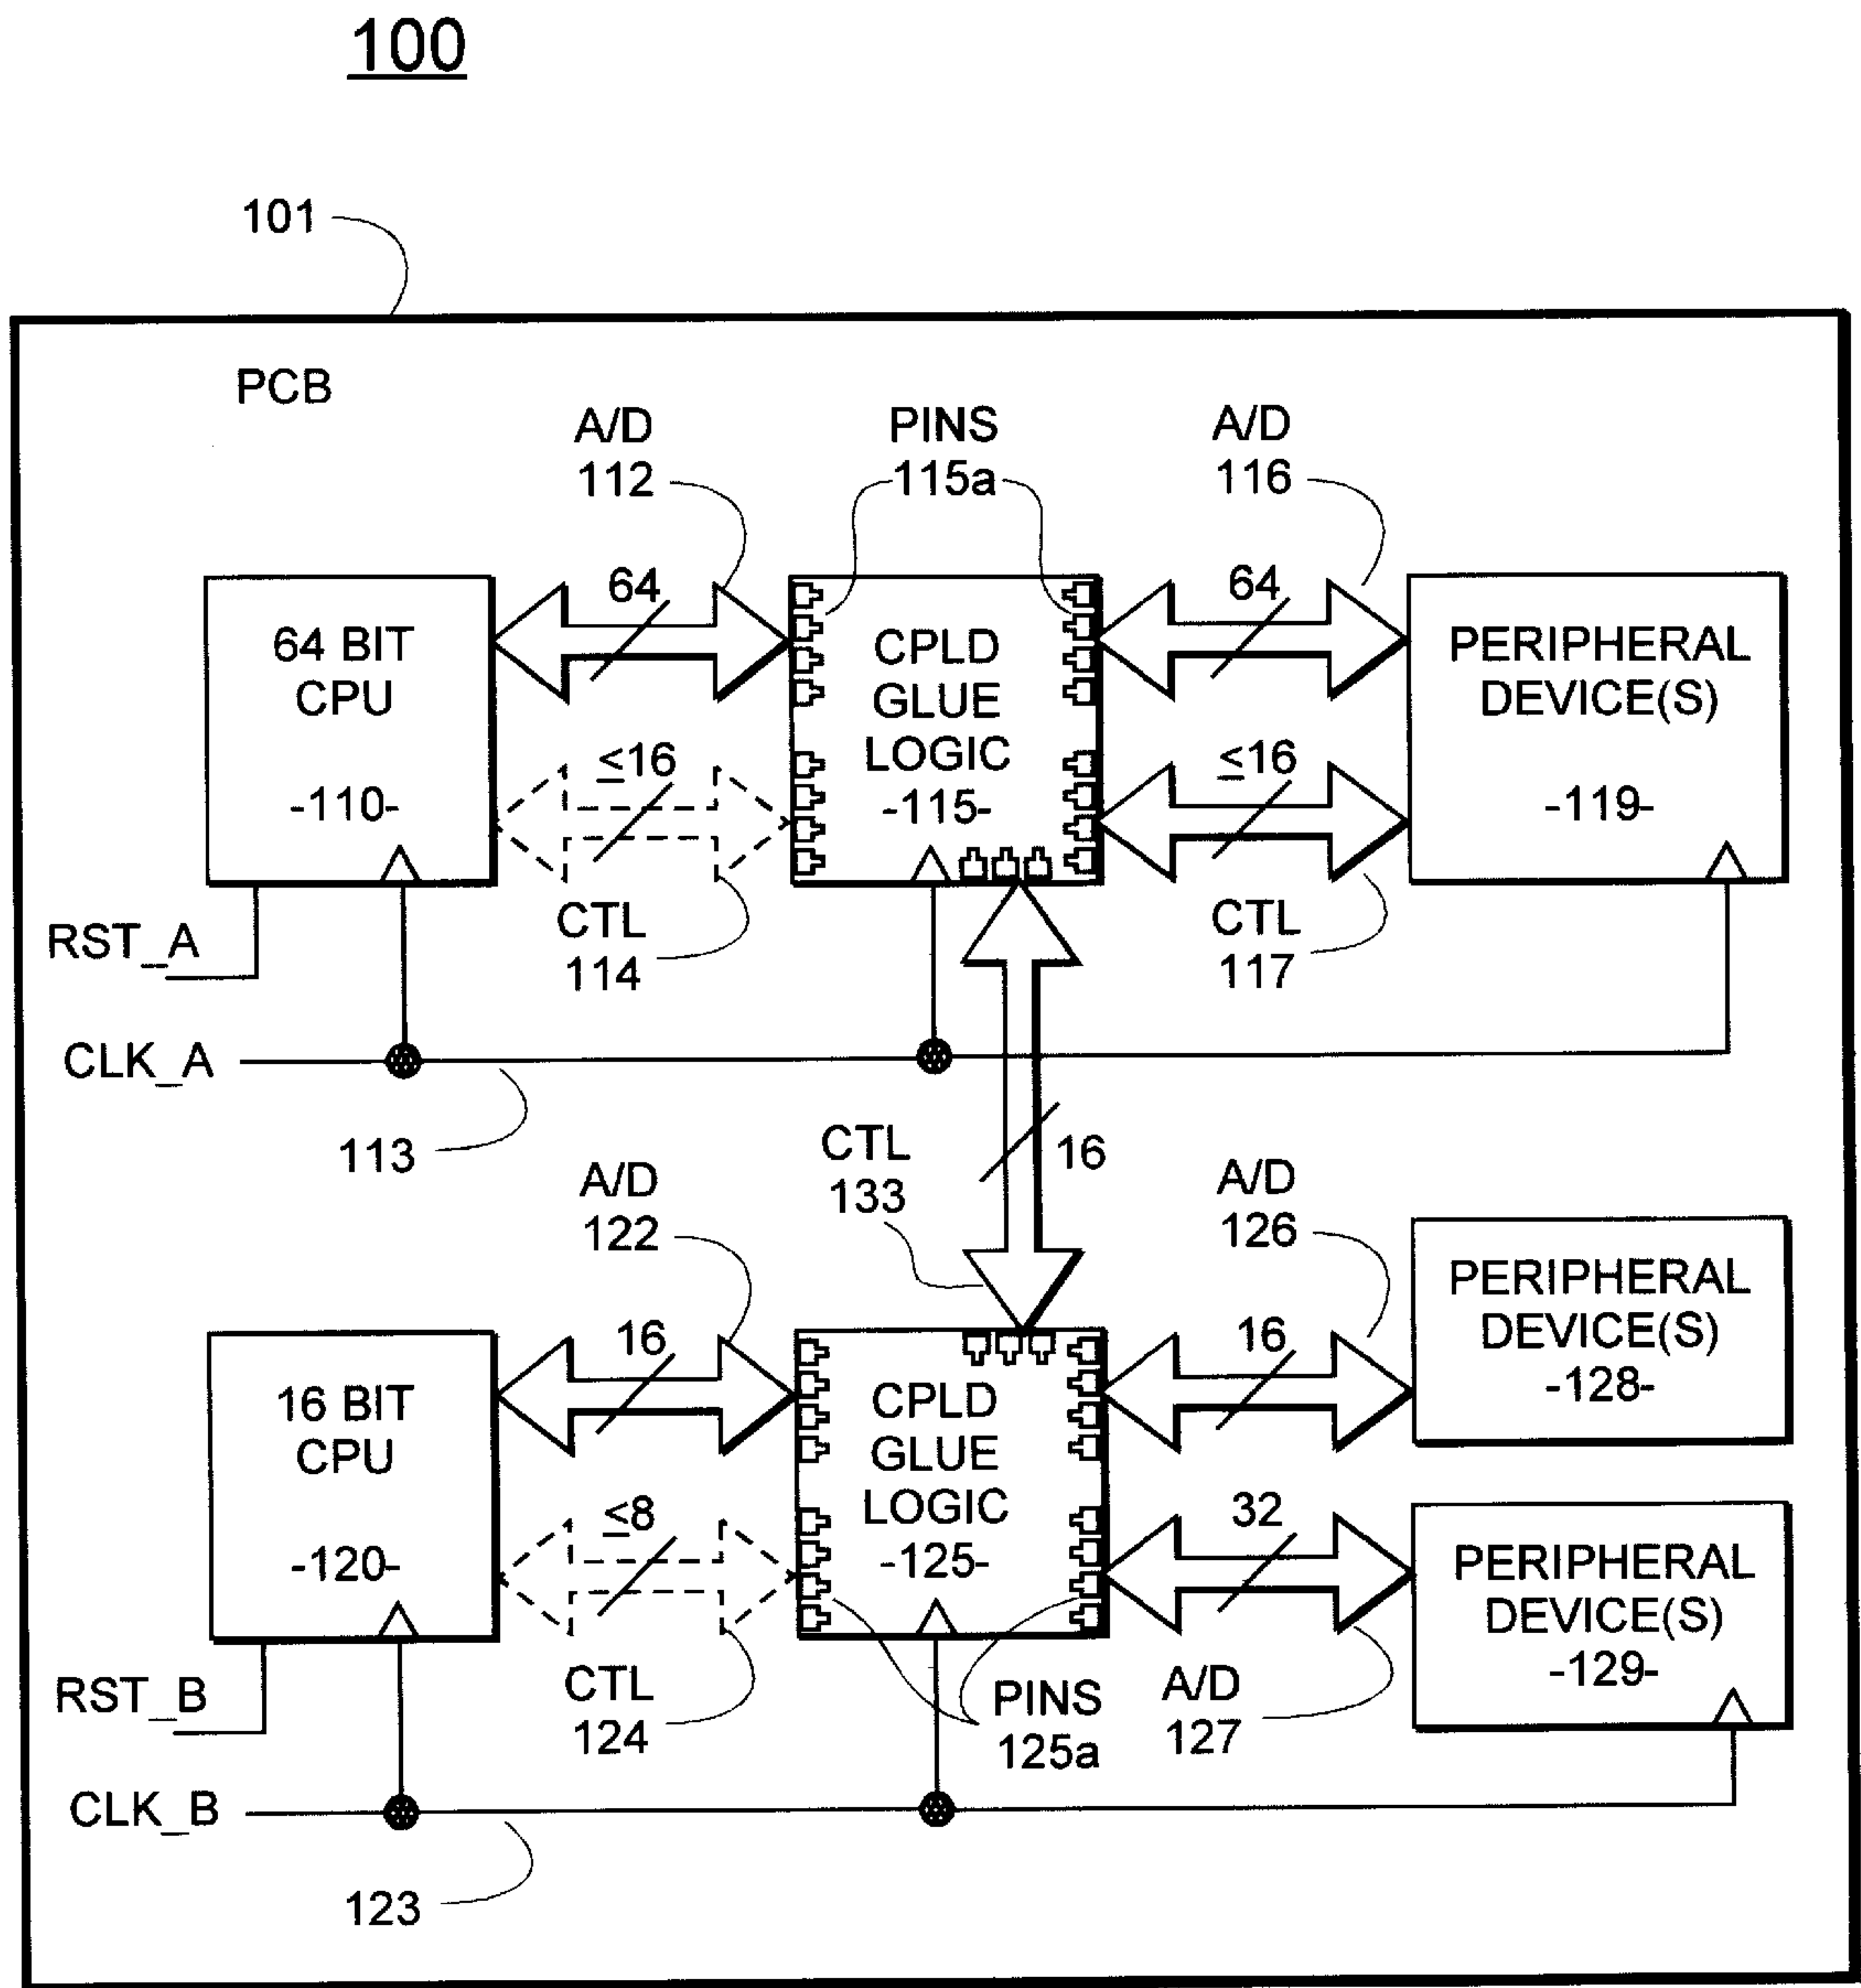 100
101
PCB
A/D
112
PINS
115a
A/D
116
64
64
64 BIT
CPU
-110-
CPLD
GLUE
LOGIC
-115-
PERIPHERAL
DEVICE(S)
-119-
≤16
≤16
RST_A
CTL
114
CTL
117
CLK_A
113
CTL
133
16
A/D
122
A/D
126
16
16
16 BIT
CPU
-120-
CPLD
GLUE
LOGIC
-125-
PERIPHERAL
DEVICE(S)
-128-
≤8
32
PERIPHERAL
DEVICE(S)
-129-
RST_B
CTL
124
PINS
125a
A/D
127
CLK_B
123